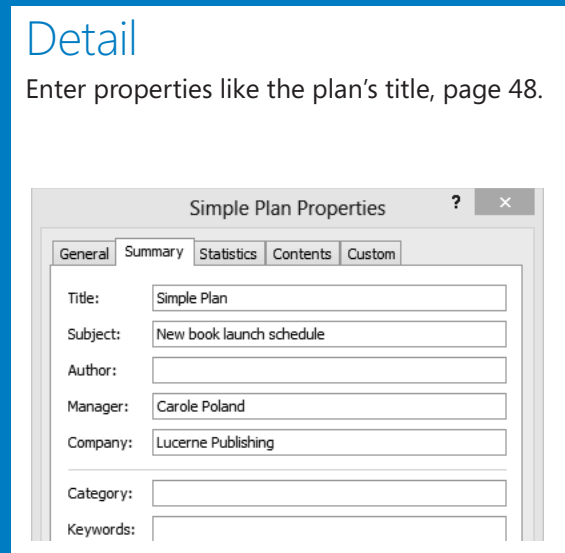 Detail
Enter properties like the plan’s title, page 48.
Simple Plan Properties ? ×
General Summary Statistics Contents Custom
Title: Simple Plan
Subject: New book launch schedule
Author:
Manager: Carole Poland
Company: Lucerne Publishing
Category:
Keywords: